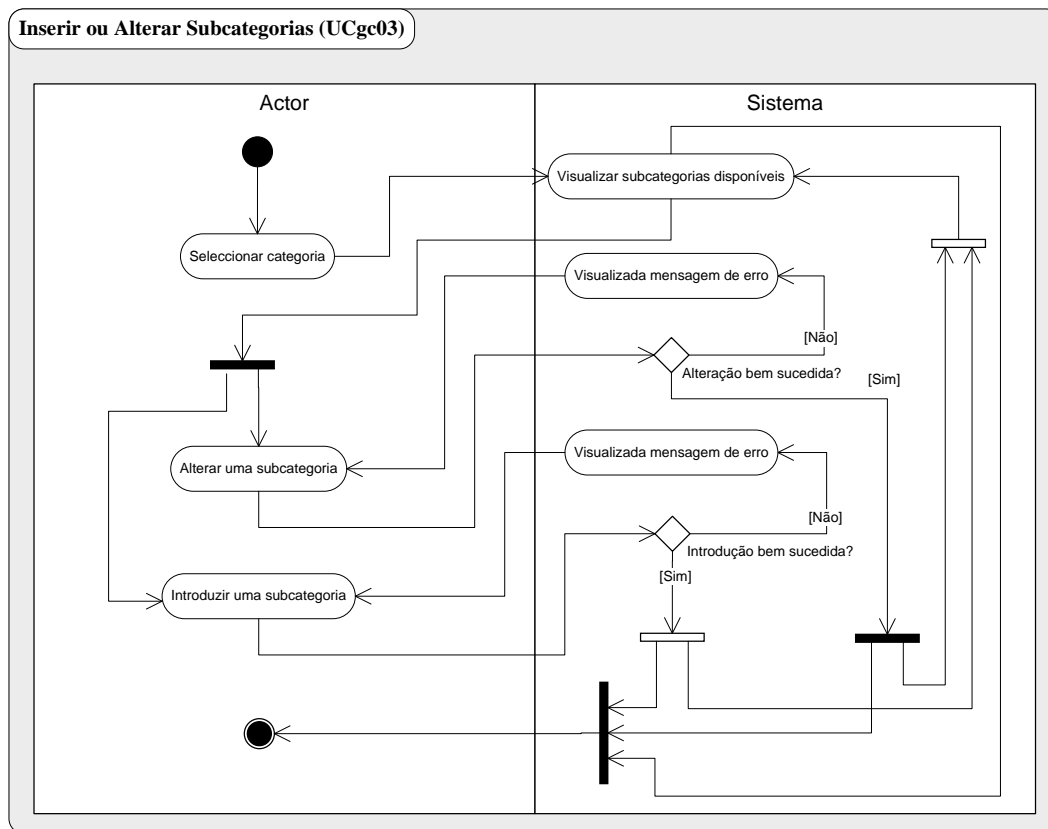 Inserir ou Alterar Subcategorias (UCgc03)
Actor
Sistema
Visualizar subcategorias disponíveis
Seleccionar categoria
Visualizada mensagem de erro
[Não]
Alteração bem sucedida?
[Sim]
Alterar uma subcategoria
Visualizada mensagem de erro
[Não]
Introdução bem sucedida?
[Sim]
Introduzir uma subcategoria